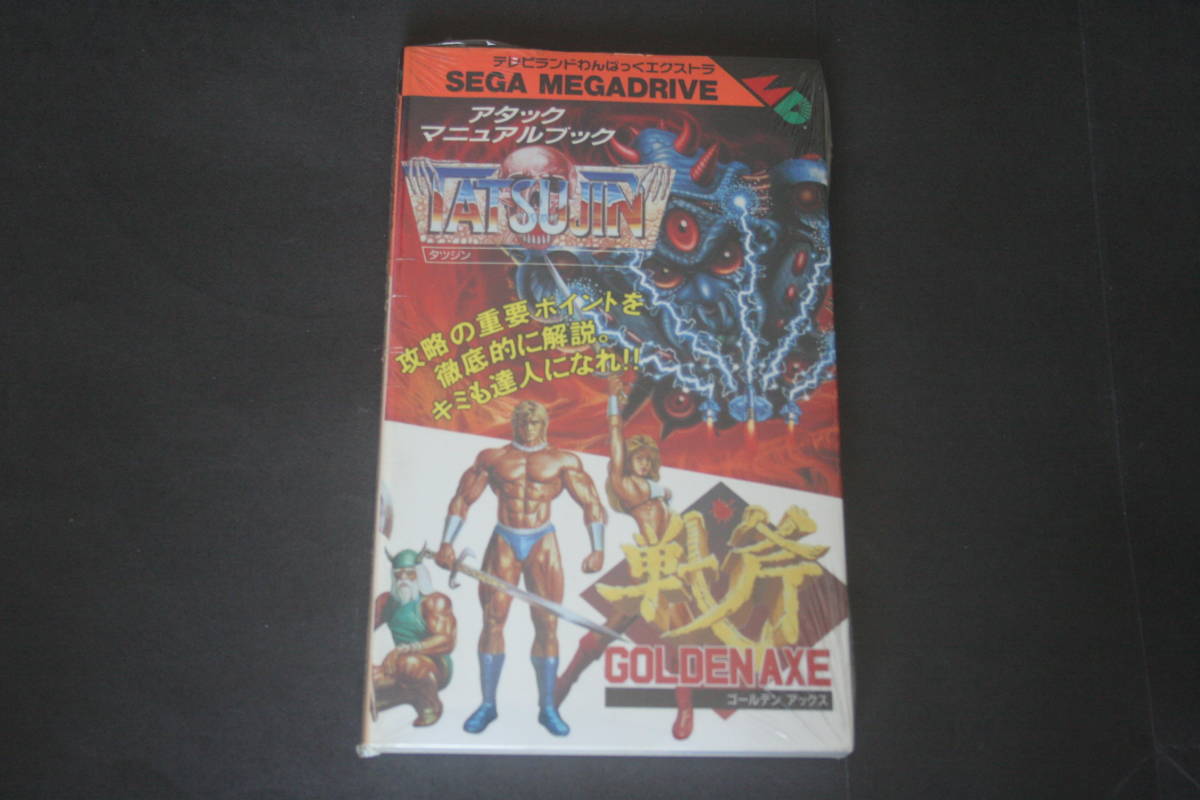 テレビランドわんぱっくエクストラ
SEGA MEGADRIVE
MD
アタック
マニュアルブック
TATSUJIN
タツジン
攻略の重要ポイントを
徹底的に解説。
キミも達人になれ!!
戦斧
GOLDEN AXE
ゴールデン アックス